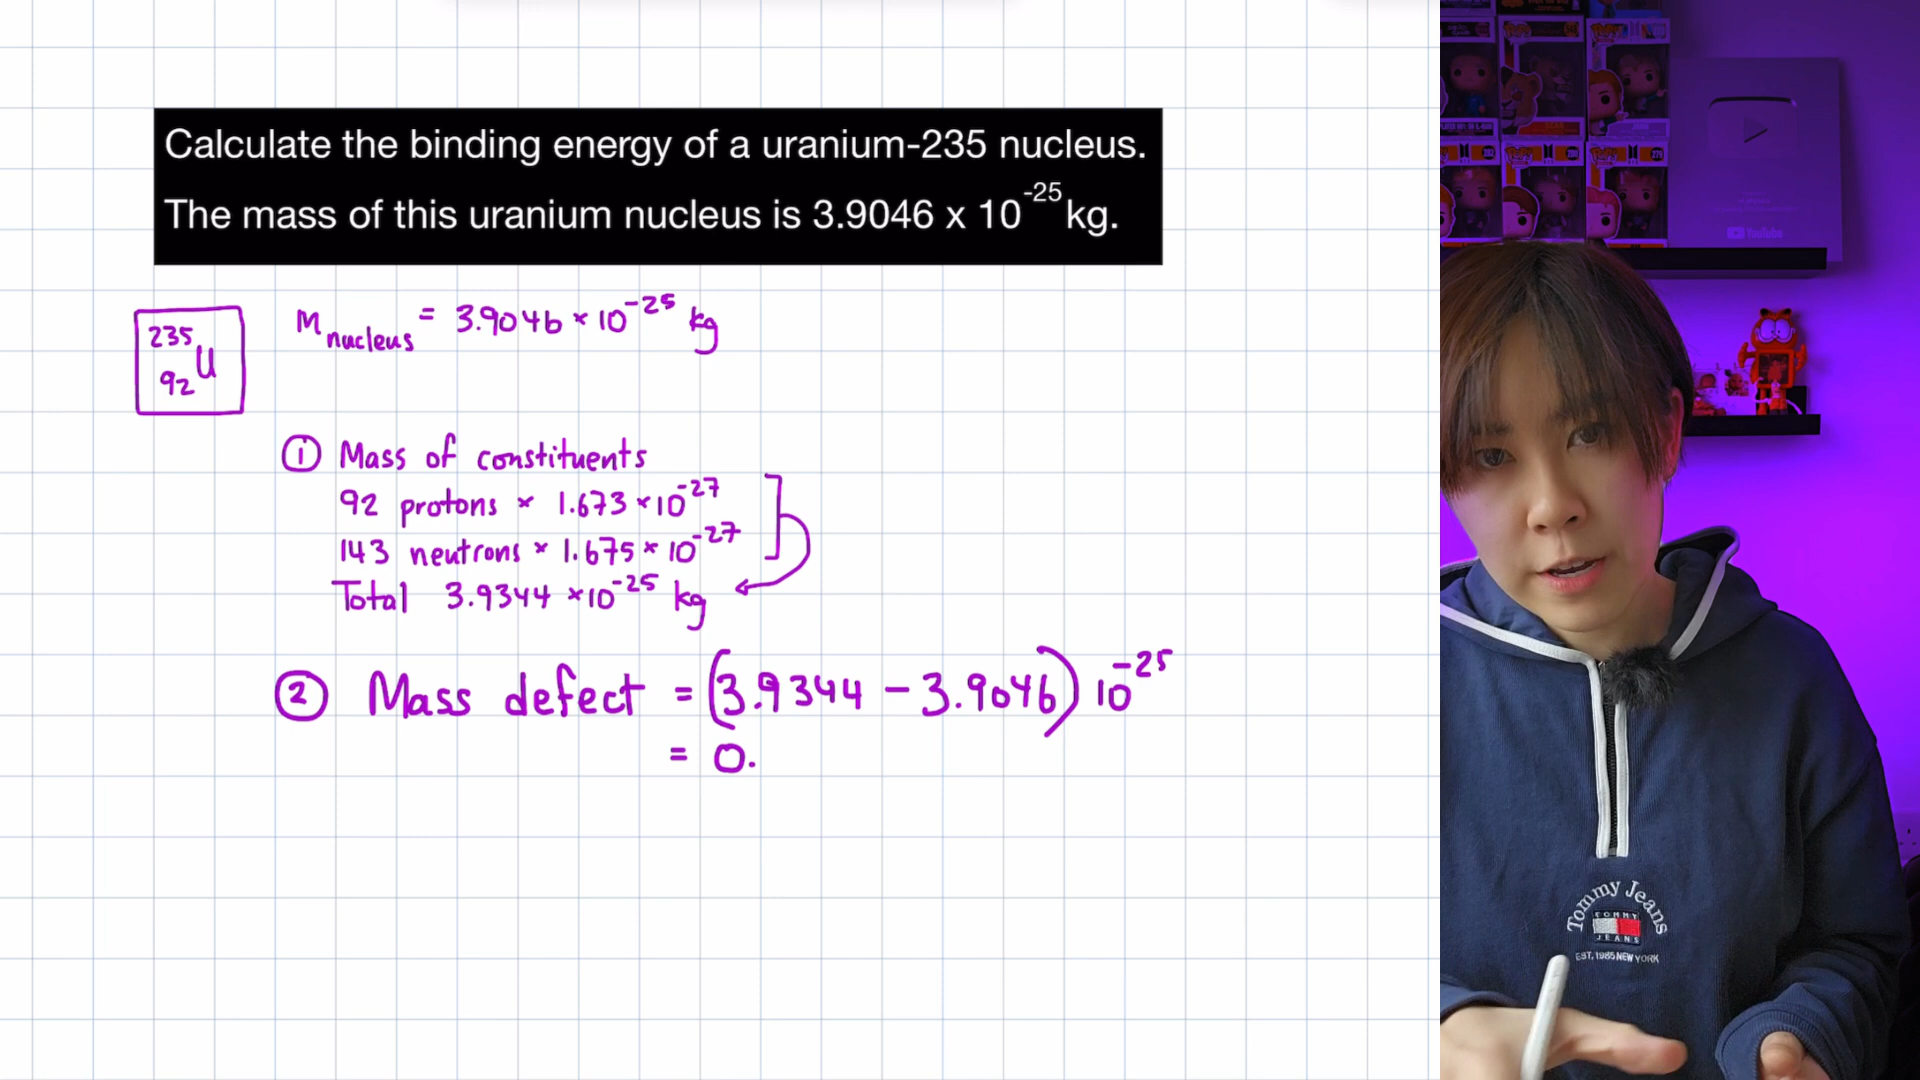 Calculate the binding energy of a uranium-235 nucleus.
The mass of this uranium nucleus is 3.9046 x 10⁻²⁵ kg.
²³⁵₉₂U
M nucleus = 3.9046 × 10⁻²⁵ kg
① Mass of constituents
92 protons × 1.673 × 10⁻²⁷
143 neutrons × 1.675 × 10⁻²⁷
Total 3.9344 × 10⁻²⁵ kg
② Mass defect = (3.9344 − 3.9046) 10⁻²⁵
= 0.
YouTube
Tommy Jeans
TOMMY
JEANS
EST. 1985 NEW YORK